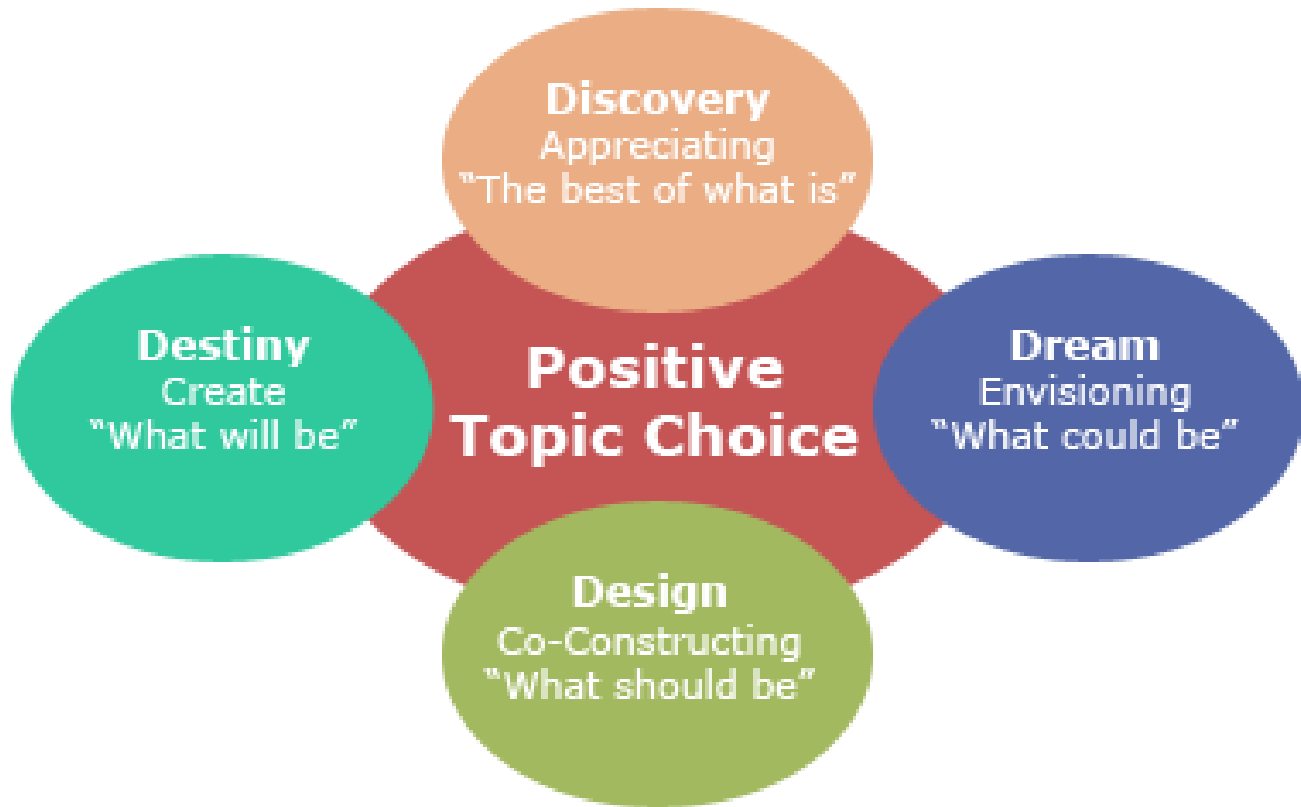 Discovery
Appreciating
“The best of what is”
Destiny
Create
“What will be”
Positive
Topic Choice
Dream
Envisioning
“What could be”
Design
Co-Constructing
“What should be”